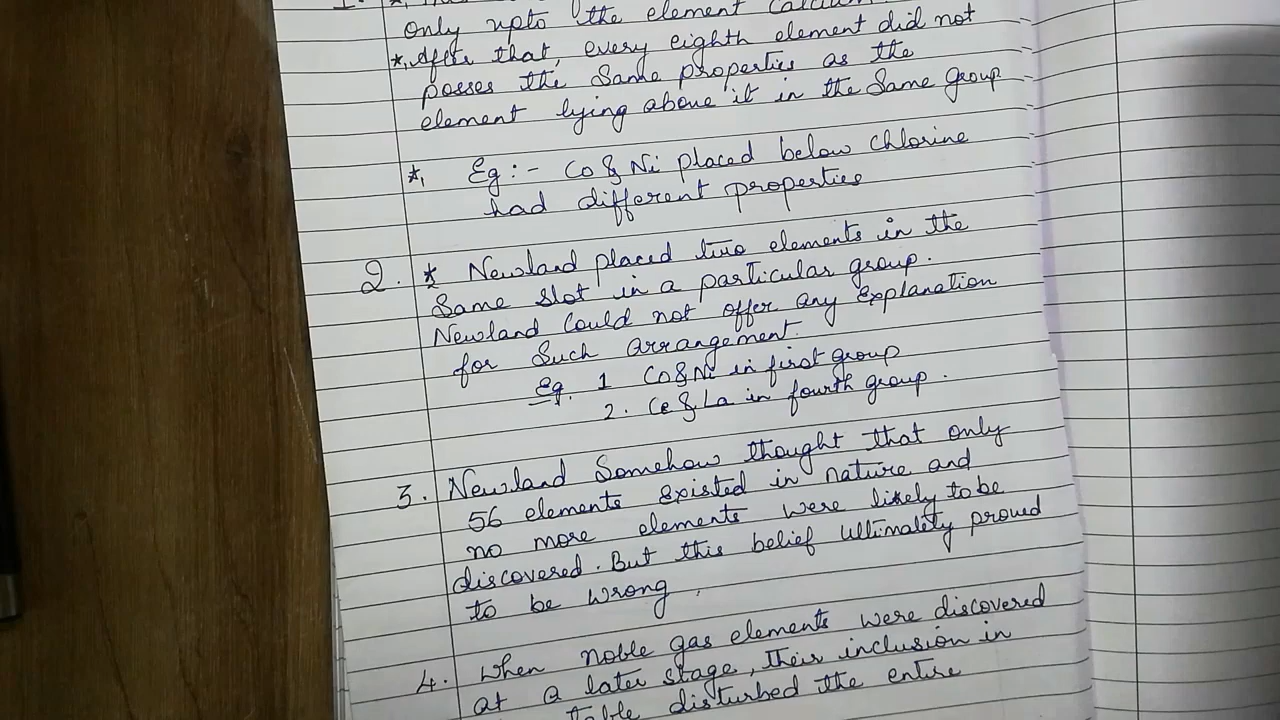 only upto the element
*, After that, every eighth element did not
posses the Same properties as the
element lying above it in the Same group
*, Eg :- Co & Ni placed below chlorine
had different properties
2. * Newland placed two elements in the
Same slot in a particular group.
Newland Could not offer any Explanation
for Such arrangement.
Eg. 1 Co & Ni in first group
2. Ce & La in fourth group.
3. Newland Somehow thought that only
56 elements Existed in nature and
no more elements were likely to be
discovered. But this belief Ultimalety proved
to be wrong.
4. When noble gas elements were discovered
at a later stage, their inclusion in
table disturbed the entire